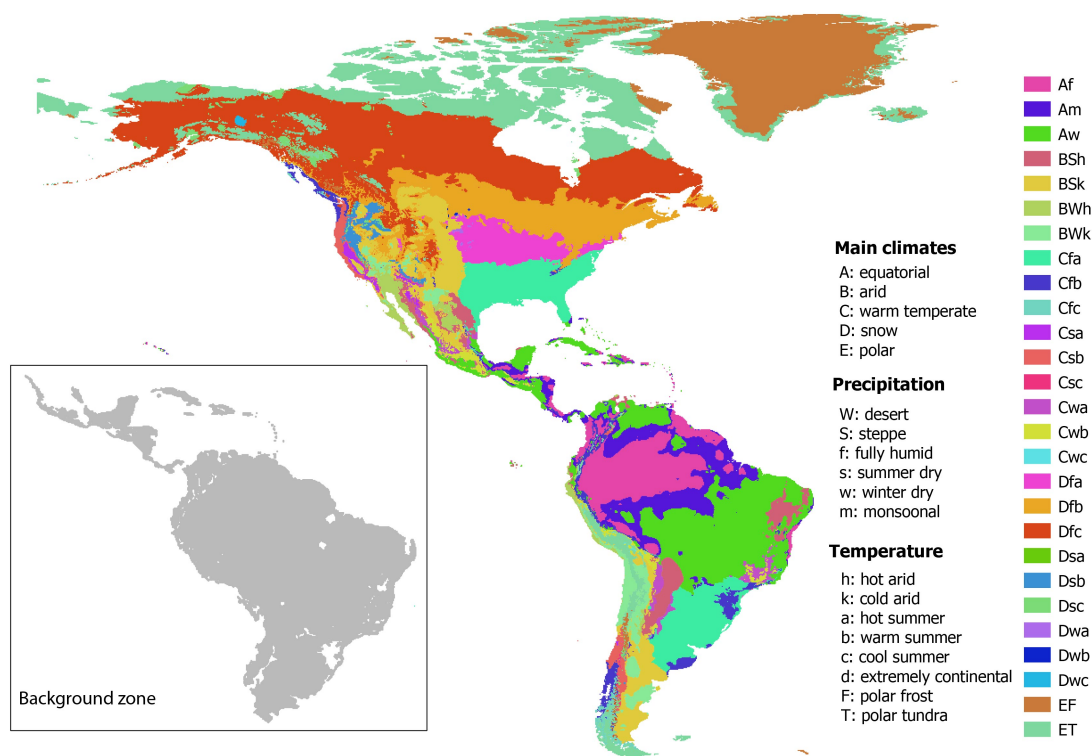 Main climates
A: equatorial
B: arid
C: warm temperate
D: snow
E: polar
Precipitation
W: desert
S: steppe
f: fully humid
s: summer dry
w: winter dry
m: monsoonal
Temperature
h: hot arid
k: cold arid
a: hot summer
b: warm summer
c: cool summer
d: extremely continental
F: polar frost
T: polar tundra
Af
Am
Aw
BSh
BSk
BWh
BWk
Cfa
Cfb
Cfc
Csa
Csb
Csc
Cwa
Cwb
Cwc
Dfa
Dfb
Dfc
Dsa
Dsb
Dsc
Dwa
Dwb
Dwc
EF
ET
Background zone